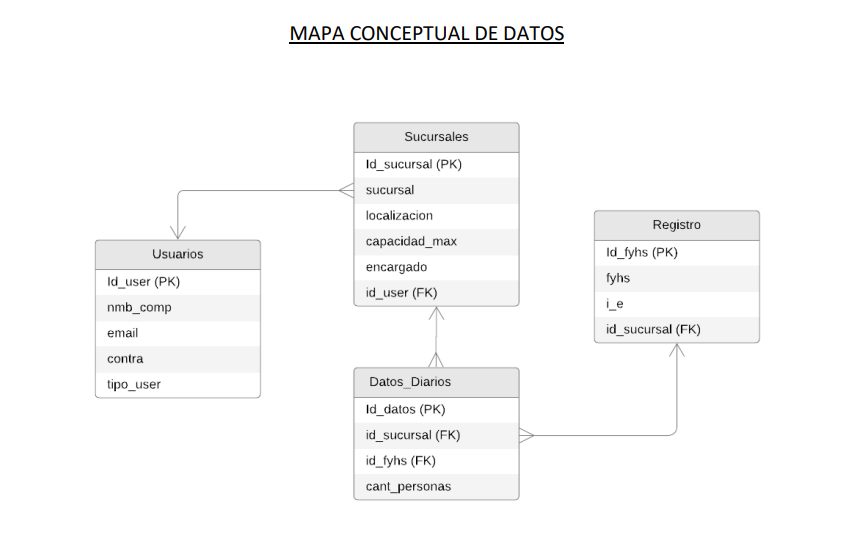 MAPA CONCEPTUAL DE DATOS
Sucursales
Id_sucursal (PK)
sucursal
localizacion
capacidad_max
encargado
id_user (FK)
Usuarios
Id_user (PK)
nmb_comp
email
contra
tipo_user
Registro
Id_fyhs (PK)
fyhs
i_e
id_sucursal (FK)
Datos_Diarios
Id_datos (PK)
id_sucursal (FK)
id_fyhs (FK)
cant_personas